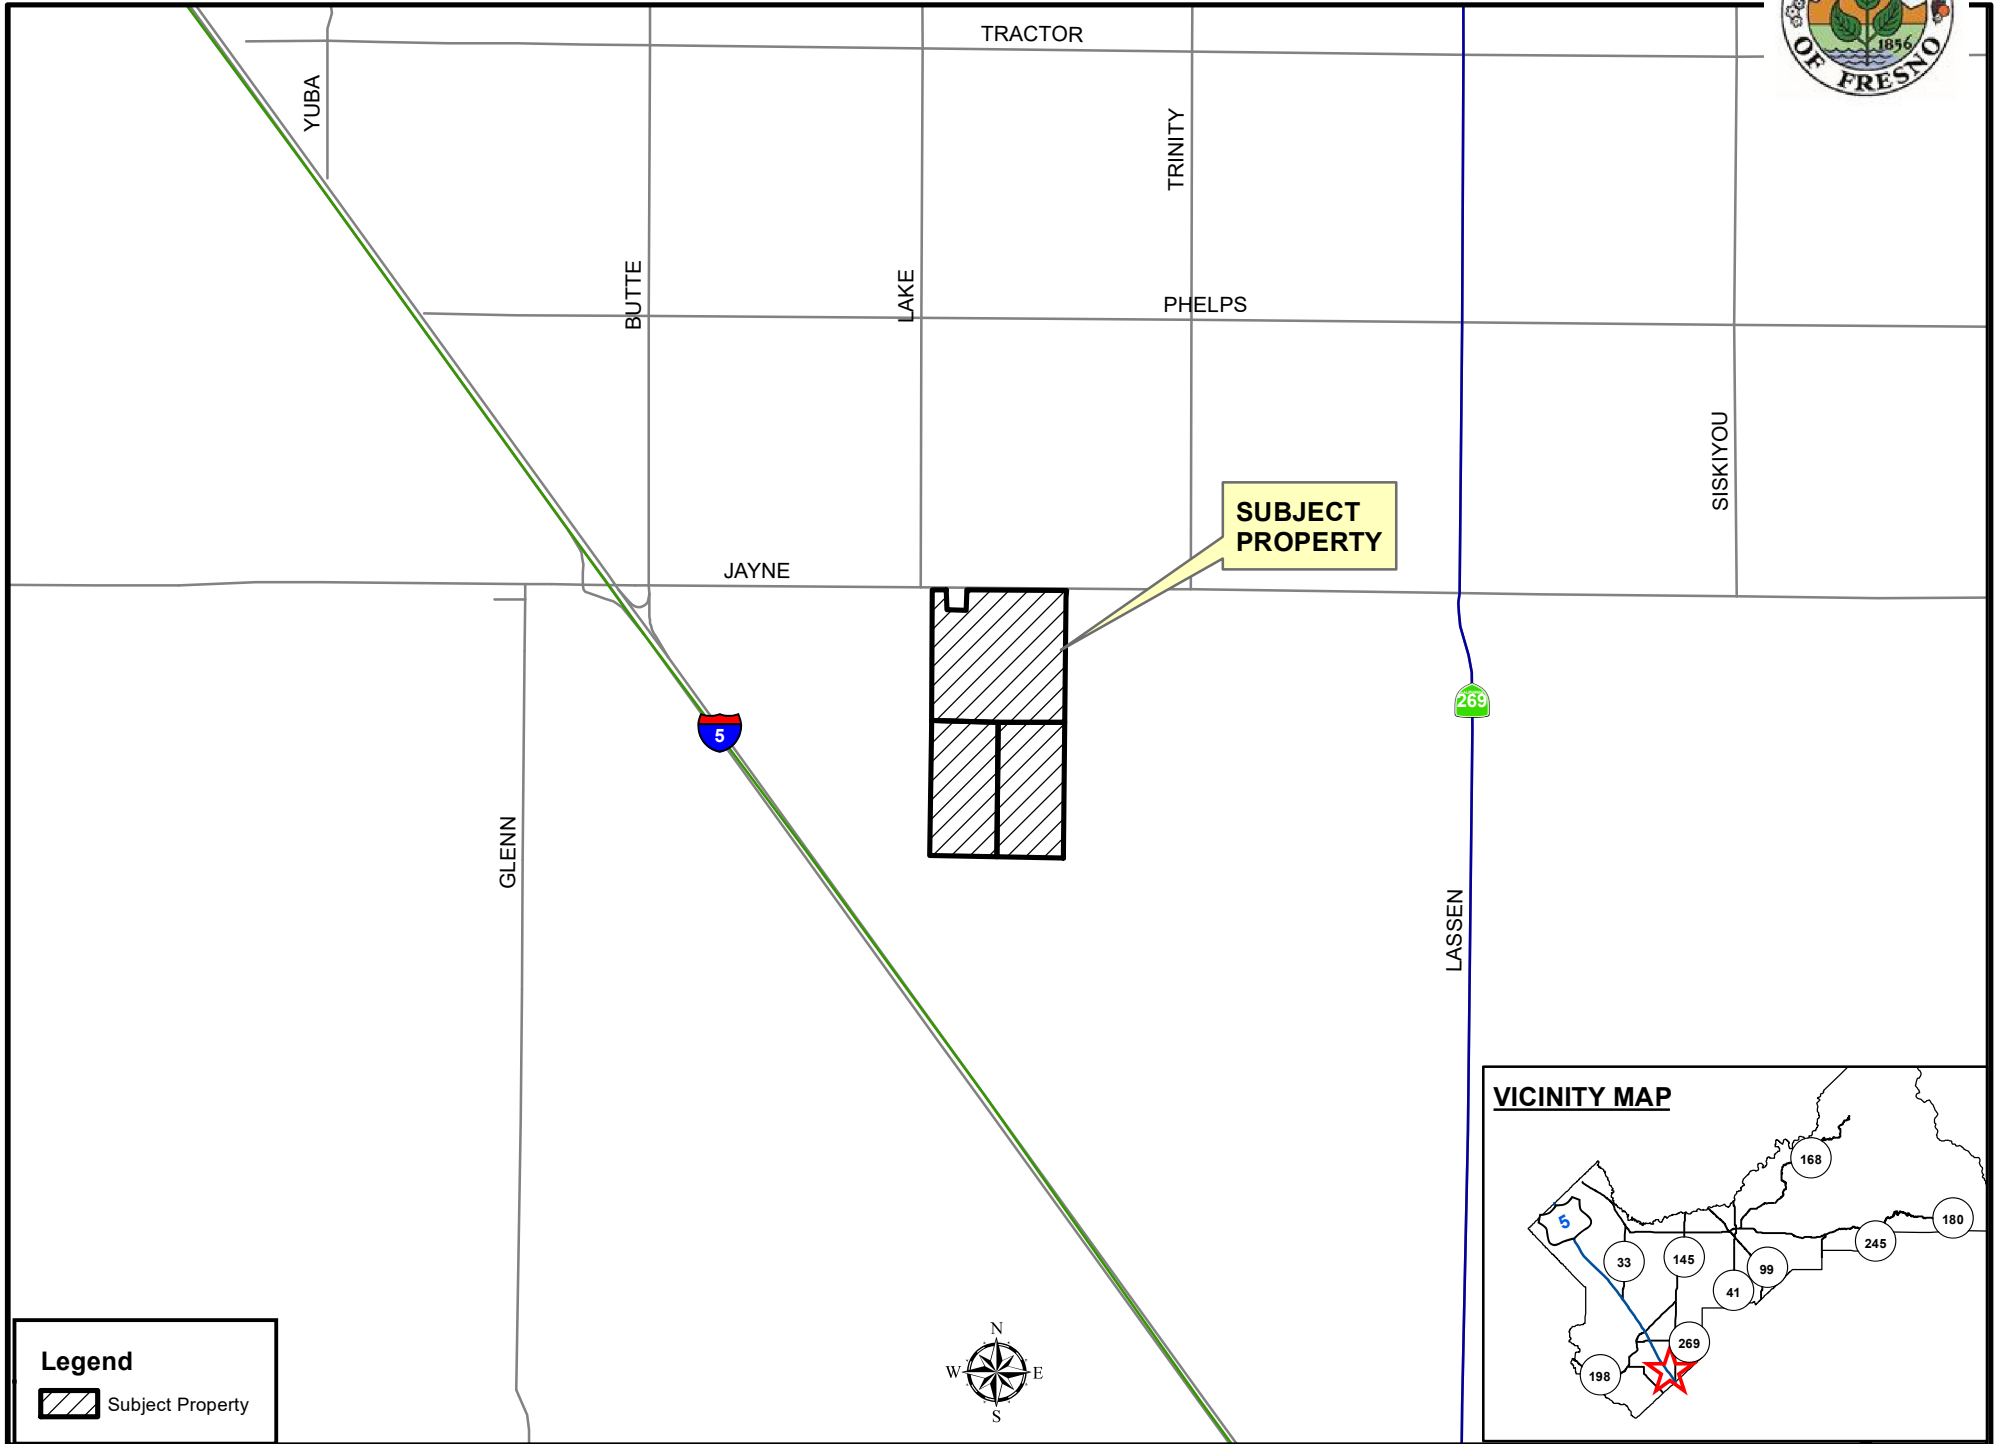 TRACTOR
1856
OF FRESNO
YUBA
TRINITY
BUTTE
LAKE
PHELPS
SISKIYOU
SUBJECT
PROPERTY
JAYNE
269
5
GLENN
LASSEN
VICINITY MAP
168
5
180
245
33
145
99
41
269
198
N
W
E
S
Legend
Subject Property